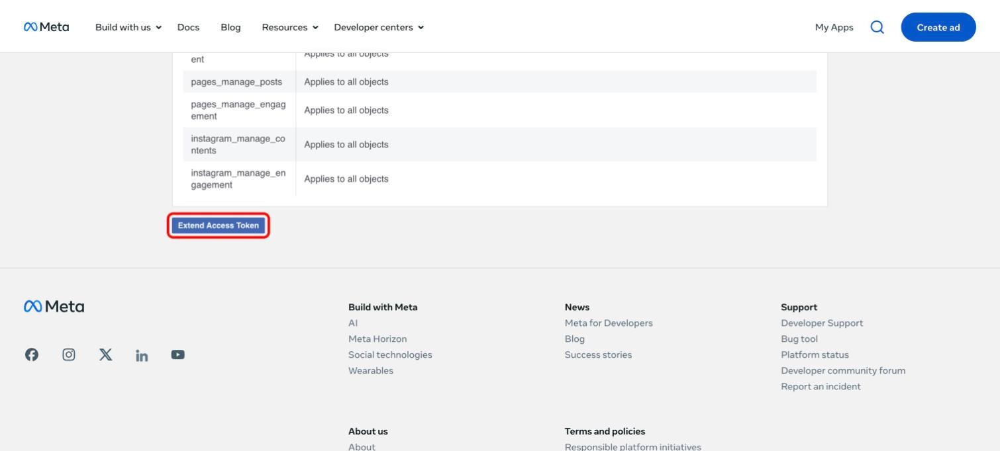 Meta
Build with us
Docs
Blog
Resources
Developer centers
My Apps
Create ad
ent
Applies to all objects
pages_manage_posts
Applies to all objects
pages_manage_engag
ement
Applies to all objects
instagram_manage_co
ntents
Applies to all objects
instagram_manage_en
gagement
Applies to all objects
Extend Access Token
Meta
Build with Meta
AI
Meta Horizon
Social technologies
Wearables
News
Meta for Developers
Blog
Success stories
Support
Developer Support
Bug tool
Platform status
Developer community forum
Report an incident
About us
About
Terms and policies
Responsible platform initiatives